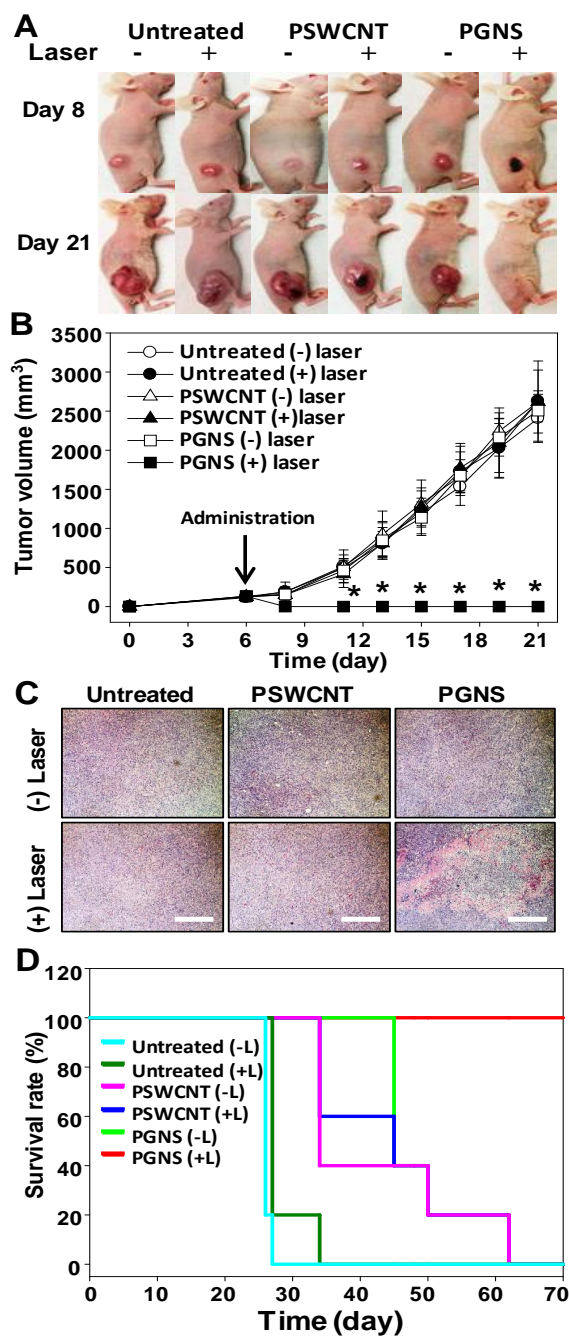 A
Untreated PSWCNT PGNS
Laser - + - + - +
Day 8
Day 21
B
Tumor volume (mm³)
3500
3000
2500
2000
1500
1000
500
0
Untreated (-) laser
Untreated (+) laser
PSWCNT (-) laser
PSWCNT (+)laser
PGNS (-) laser
PGNS (+) laser
Administration
* * * * * *
0 3 6 9 12 15 18 21
Time (day)
C
Untreated PSWCNT PGNS
(-) Laser
(+) Laser
D
Survival rate (%)
120
100
80
60
40
20
0
Untreated (-L)
Untreated (+L)
PSWCNT (-L)
PSWCNT (+L)
PGNS (-L)
PGNS (+L)
0 10 20 30 40 50 60 70
Time (day)